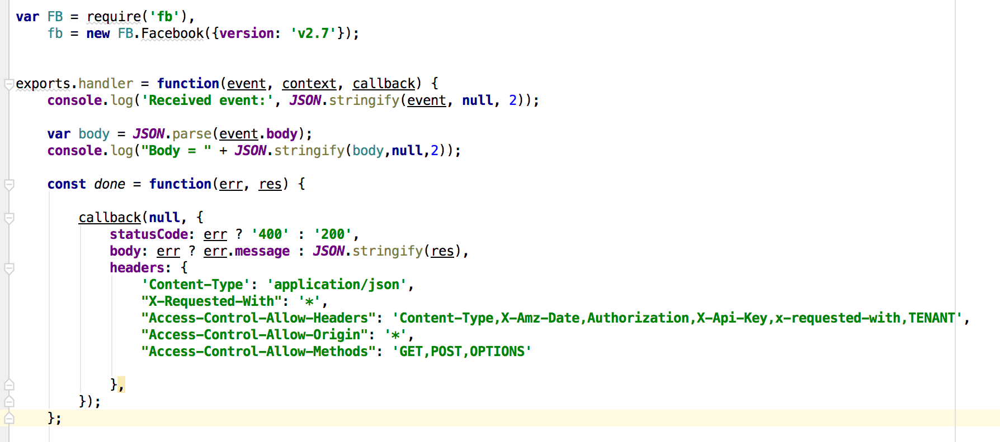 var FB = require('fb'),
    fb = new FB.Facebook({version: 'v2.7'});
exports.handler = function(event, context, callback) {
    console.log('Received event:', JSON.stringify(event, null, 2));
    var body = JSON.parse(event.body);
    console.log("Body = " + JSON.stringify(body,null,2));
    const done = function(err, res) {
        callback(null, {
            statusCode: err ? '400' : '200',
            body: err ? err.message : JSON.stringify(res),
            headers: {
                'Content-Type': 'application/json',
                "X-Requested-With": '*',
                "Access-Control-Allow-Headers": 'Content-Type,X-Amz-Date,Authorization,X-Api-Key,x-requested-with,TENANT',
                "Access-Control-Allow-Origin": '*',
                "Access-Control-Allow-Methods": 'GET,POST,OPTIONS'
            },
        });
    };